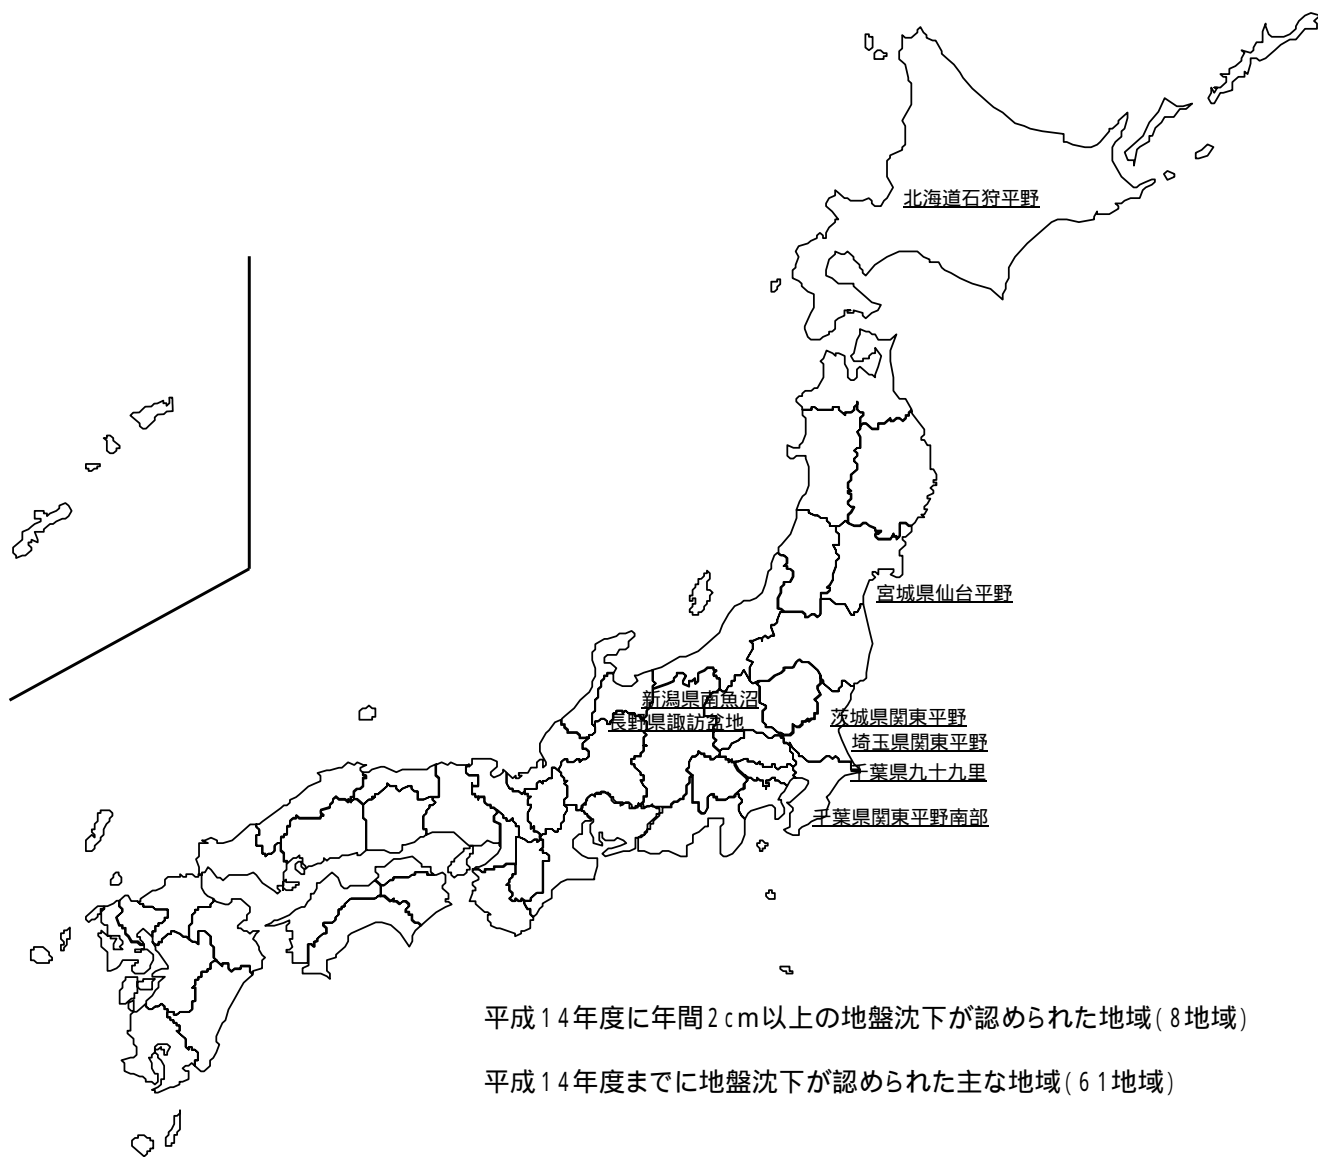 北海道石狩平野
宮城県仙台平野
新潟県南魚沼
長野県諏訪盆地
茨城県関東平野
埼玉県関東平野
千葉県九十九里
千葉県関東平野南部
平成14年度に年間2cm以上の地盤沈下が認められた地域(8地域)
平成14年度までに地盤沈下が認められた主な地域(61地域)